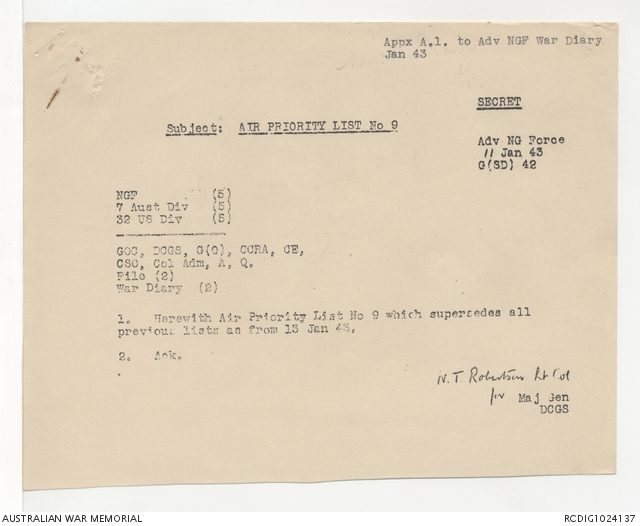 Appx A.1. to Adv NGF War Diary
Jan 43
SECRET
Subject: AIR PRIORITY LIST No 9
Adv NG Force
11 Jan 43
G(SD) 42
NGF (5)
7 Aust Div (5)
32 US Div (5)
GOC, DCGS, G(O), CCRA, CE,
CSO, Col Adm, A, Q.
File (2)
War Diary (2)
1. Herewith Air Priority List No 9 which supersedes all
previous lists as from 13 Jan 43.
2. Ack.
N.T. Robertson Lt Col
for Maj Gen
DCGS
AUSTRALIAN WAR MEMORIAL
RCDIG1024137